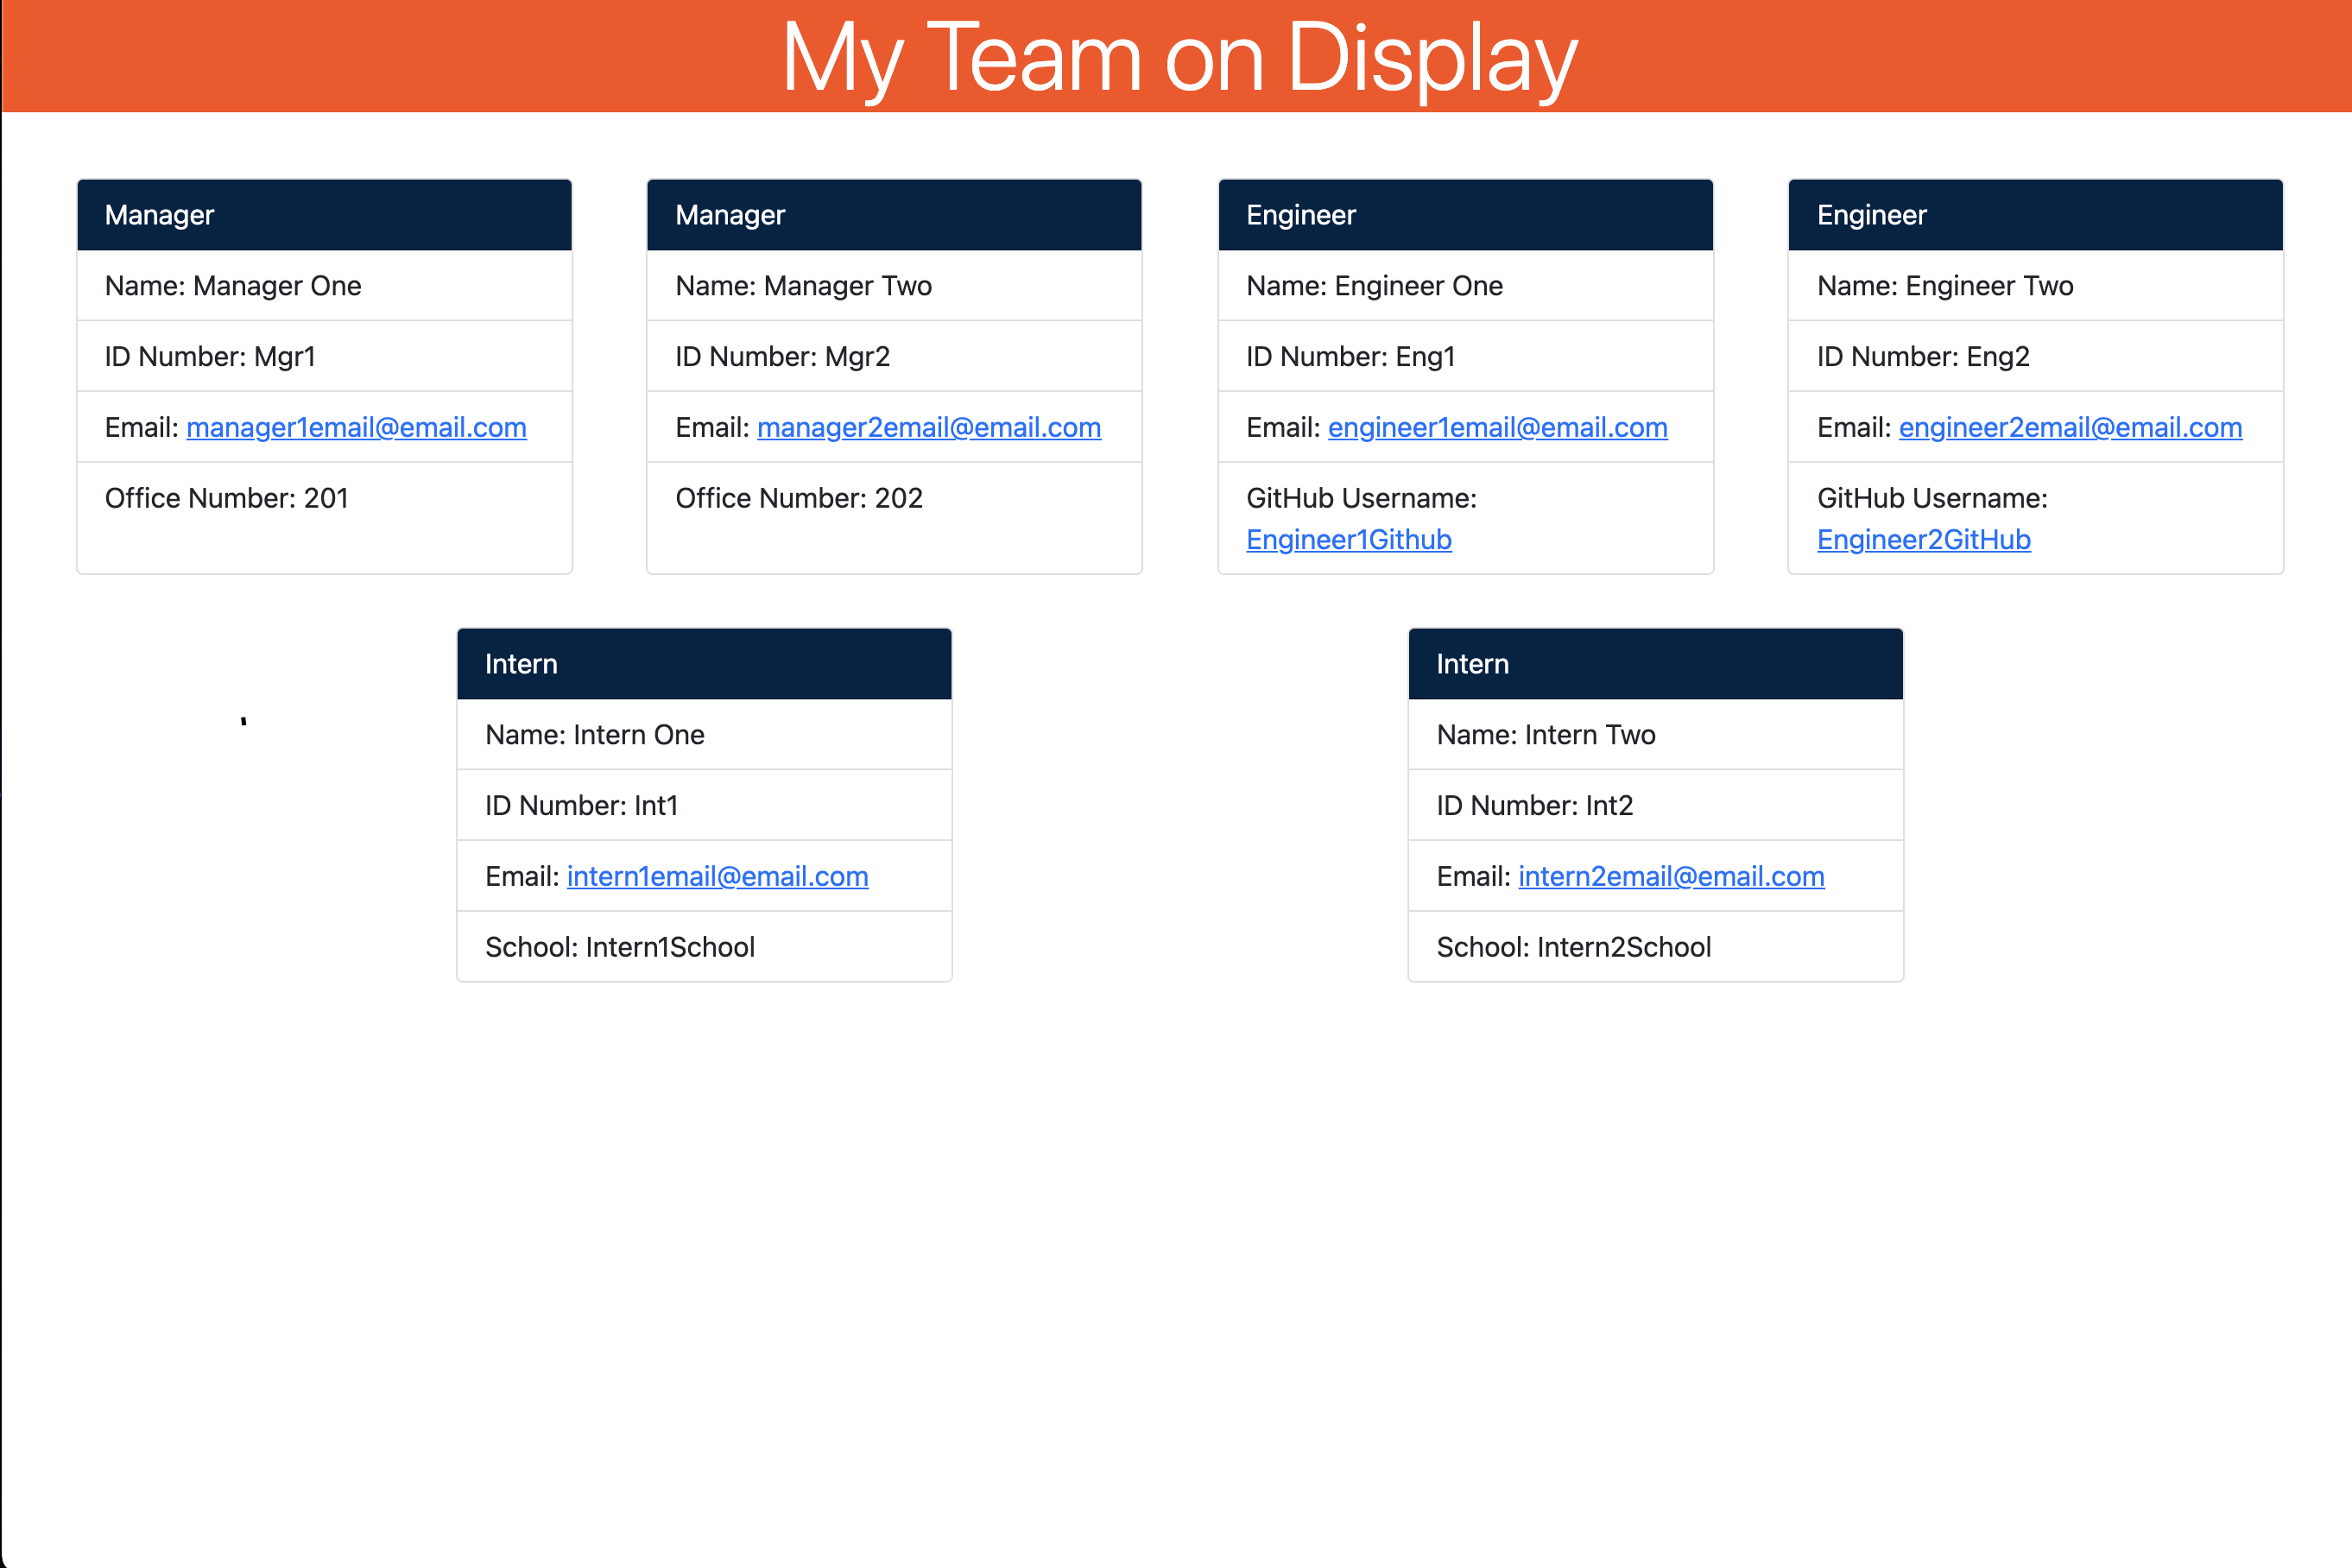 My Team on Display
Manager
Name: Manager One
ID Number: Mgr1
Email: manager1email@email.com
Office Number: 201
Manager
Name: Manager Two
ID Number: Mgr2
Email: manager2email@email.com
Office Number: 202
Engineer
Name: Engineer One
ID Number: Eng1
Email: engineer1email@email.com
GitHub Username:
Engineer1Github
Engineer
Name: Engineer Two
ID Number: Eng2
Email: engineer2email@email.com
GitHub Username:
Engineer2GitHub
Intern
Name: Intern One
ID Number: Int1
Email: intern1email@email.com
School: Intern1School
Intern
Name: Intern Two
ID Number: Int2
Email: intern2email@email.com
School: Intern2School